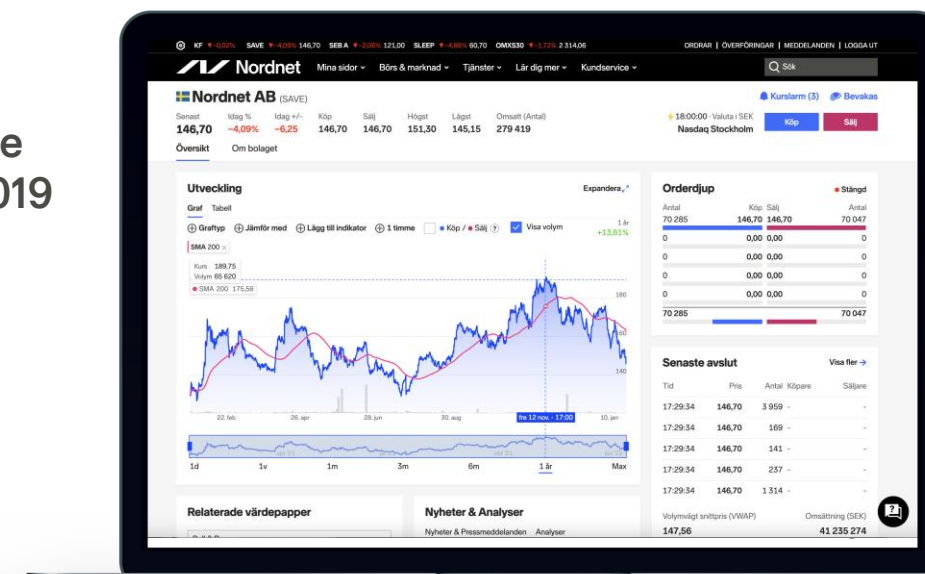 KF ▼-0,02% SAVE ▼-4,09% 146,70 SEB A ▼-2,06% 121,00 SLEEP ▼-4,86% 60,70 OMXS30 ▼-1,72% 2 314,06 ORDRAR | ÖVERFÖRINGAR | MEDDELANDEN | LOGGA UT
Nordnet Mina sidor Börs & marknad Tjänster Lär dig mer Kundservice Sök
Nordnet AB (SAVE) Kurslarm (3) Bevakas
Senast Idag % Idag +/- Köp Sälj Högst Lägst Omsatt (Antal) 18:00:00 · Valuta i SEK
146,70 -4,09% -6,25 146,70 146,70 151,30 145,15 279 419 Nasdaq Stockholm Köp Sälj
Översikt Om bolaget
e
019
Utveckling Expandera
Graf Tabell
Graftyp Jämför med Lägg till indikator 1 timme Köp / Sälj ? Visa volym
1 år
+13,61%
SMA 200 ×
Kurs 189,75
Volym 65 620
SMA 200 175,56
180
160
140
22. feb 26. apr 28. jun 30. aug fre 12 nov. - 17:00 10. jan
1d 1v 1m 3m 6m 1 år Max
Orderdjup Stängd
Antal Köp Sälj Antal
70 285 146,70 146,70 70 047
0 0,00 0,00 0
0 0,00 0,00 0
0 0,00 0,00 0
0 0,00 0,00 0
70 285 70 047
Senaste avslut Visa fler →
Tid Pris Antal Köpare Säljare
17:29:34 146,70 3 959 - -
17:29:34 146,70 169 - -
17:29:34 146,70 141 - -
17:29:34 146,70 237 - -
17:29:34 146,70 1 314 - -
Volymvägt snittpris (VWAP) Omsättning (SEK)
147,56 41 235 274
Relaterade värdepapper
Nyheter & Analyser
Nyheter & Pressmeddelanden Analyser